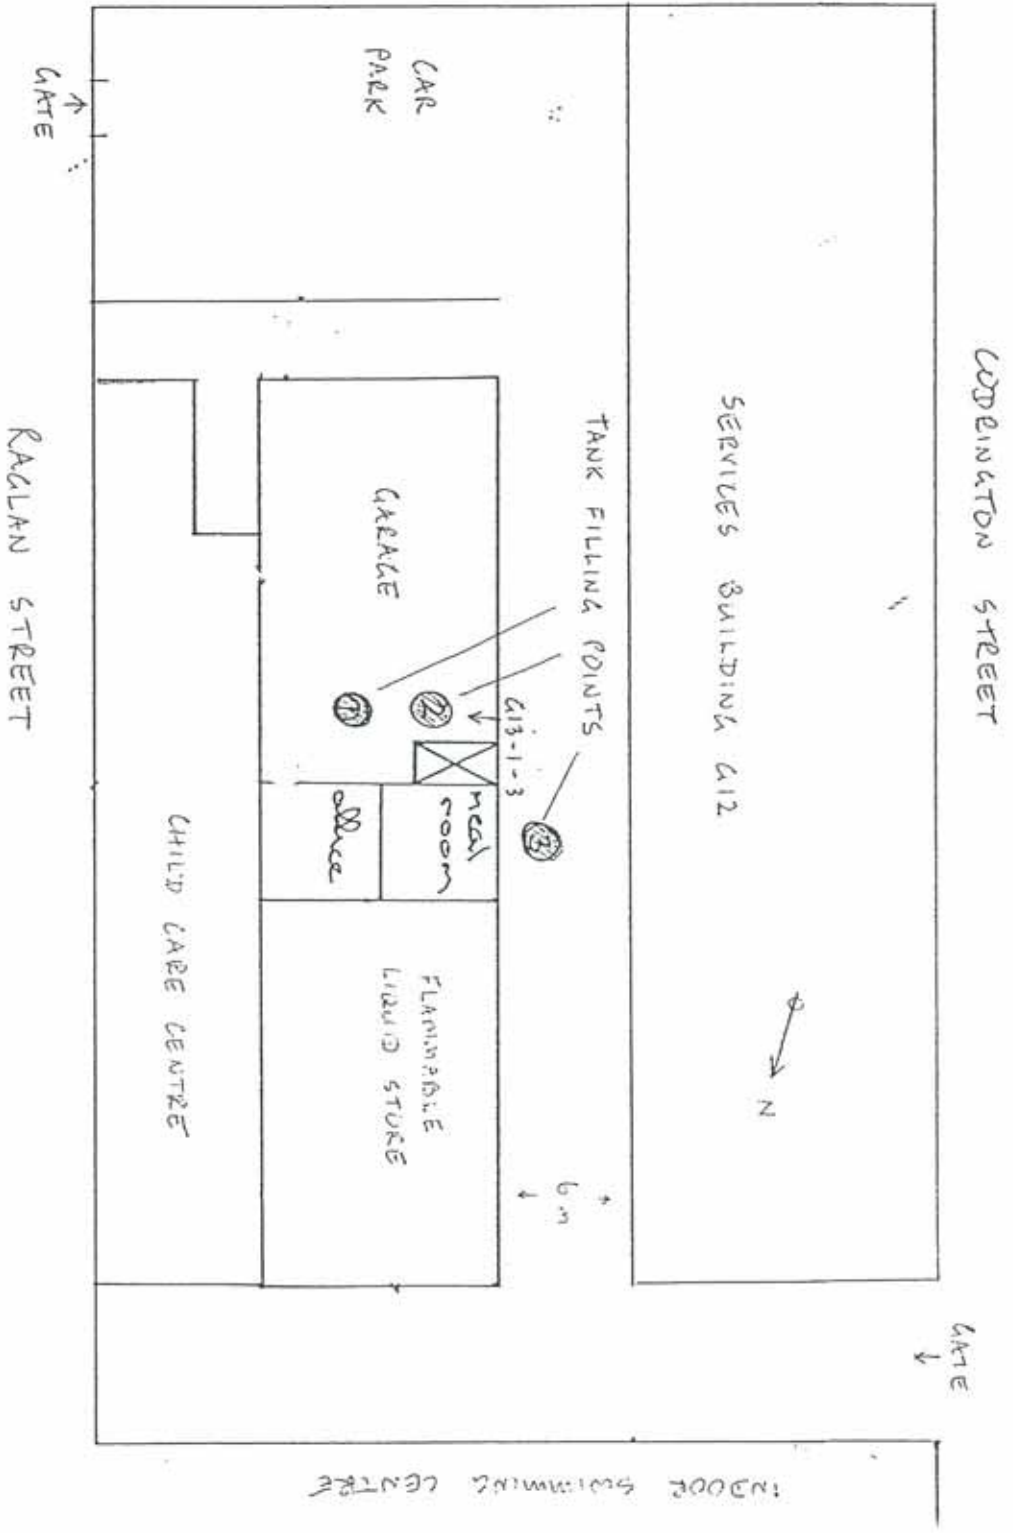 CODRINGTON STREET
GATE
SERVICES BUILDING G12
N
TANK FILLING POINTS
6 m
3
G13-1-3
CAR
PARK
2
meal
room
FLAMMABLE
LIQUID STORE
GARAGE
1
office
CHILD CARE CENTRE
GATE
RAGLAN STREET
INDOOR SWIMMING CENTRE